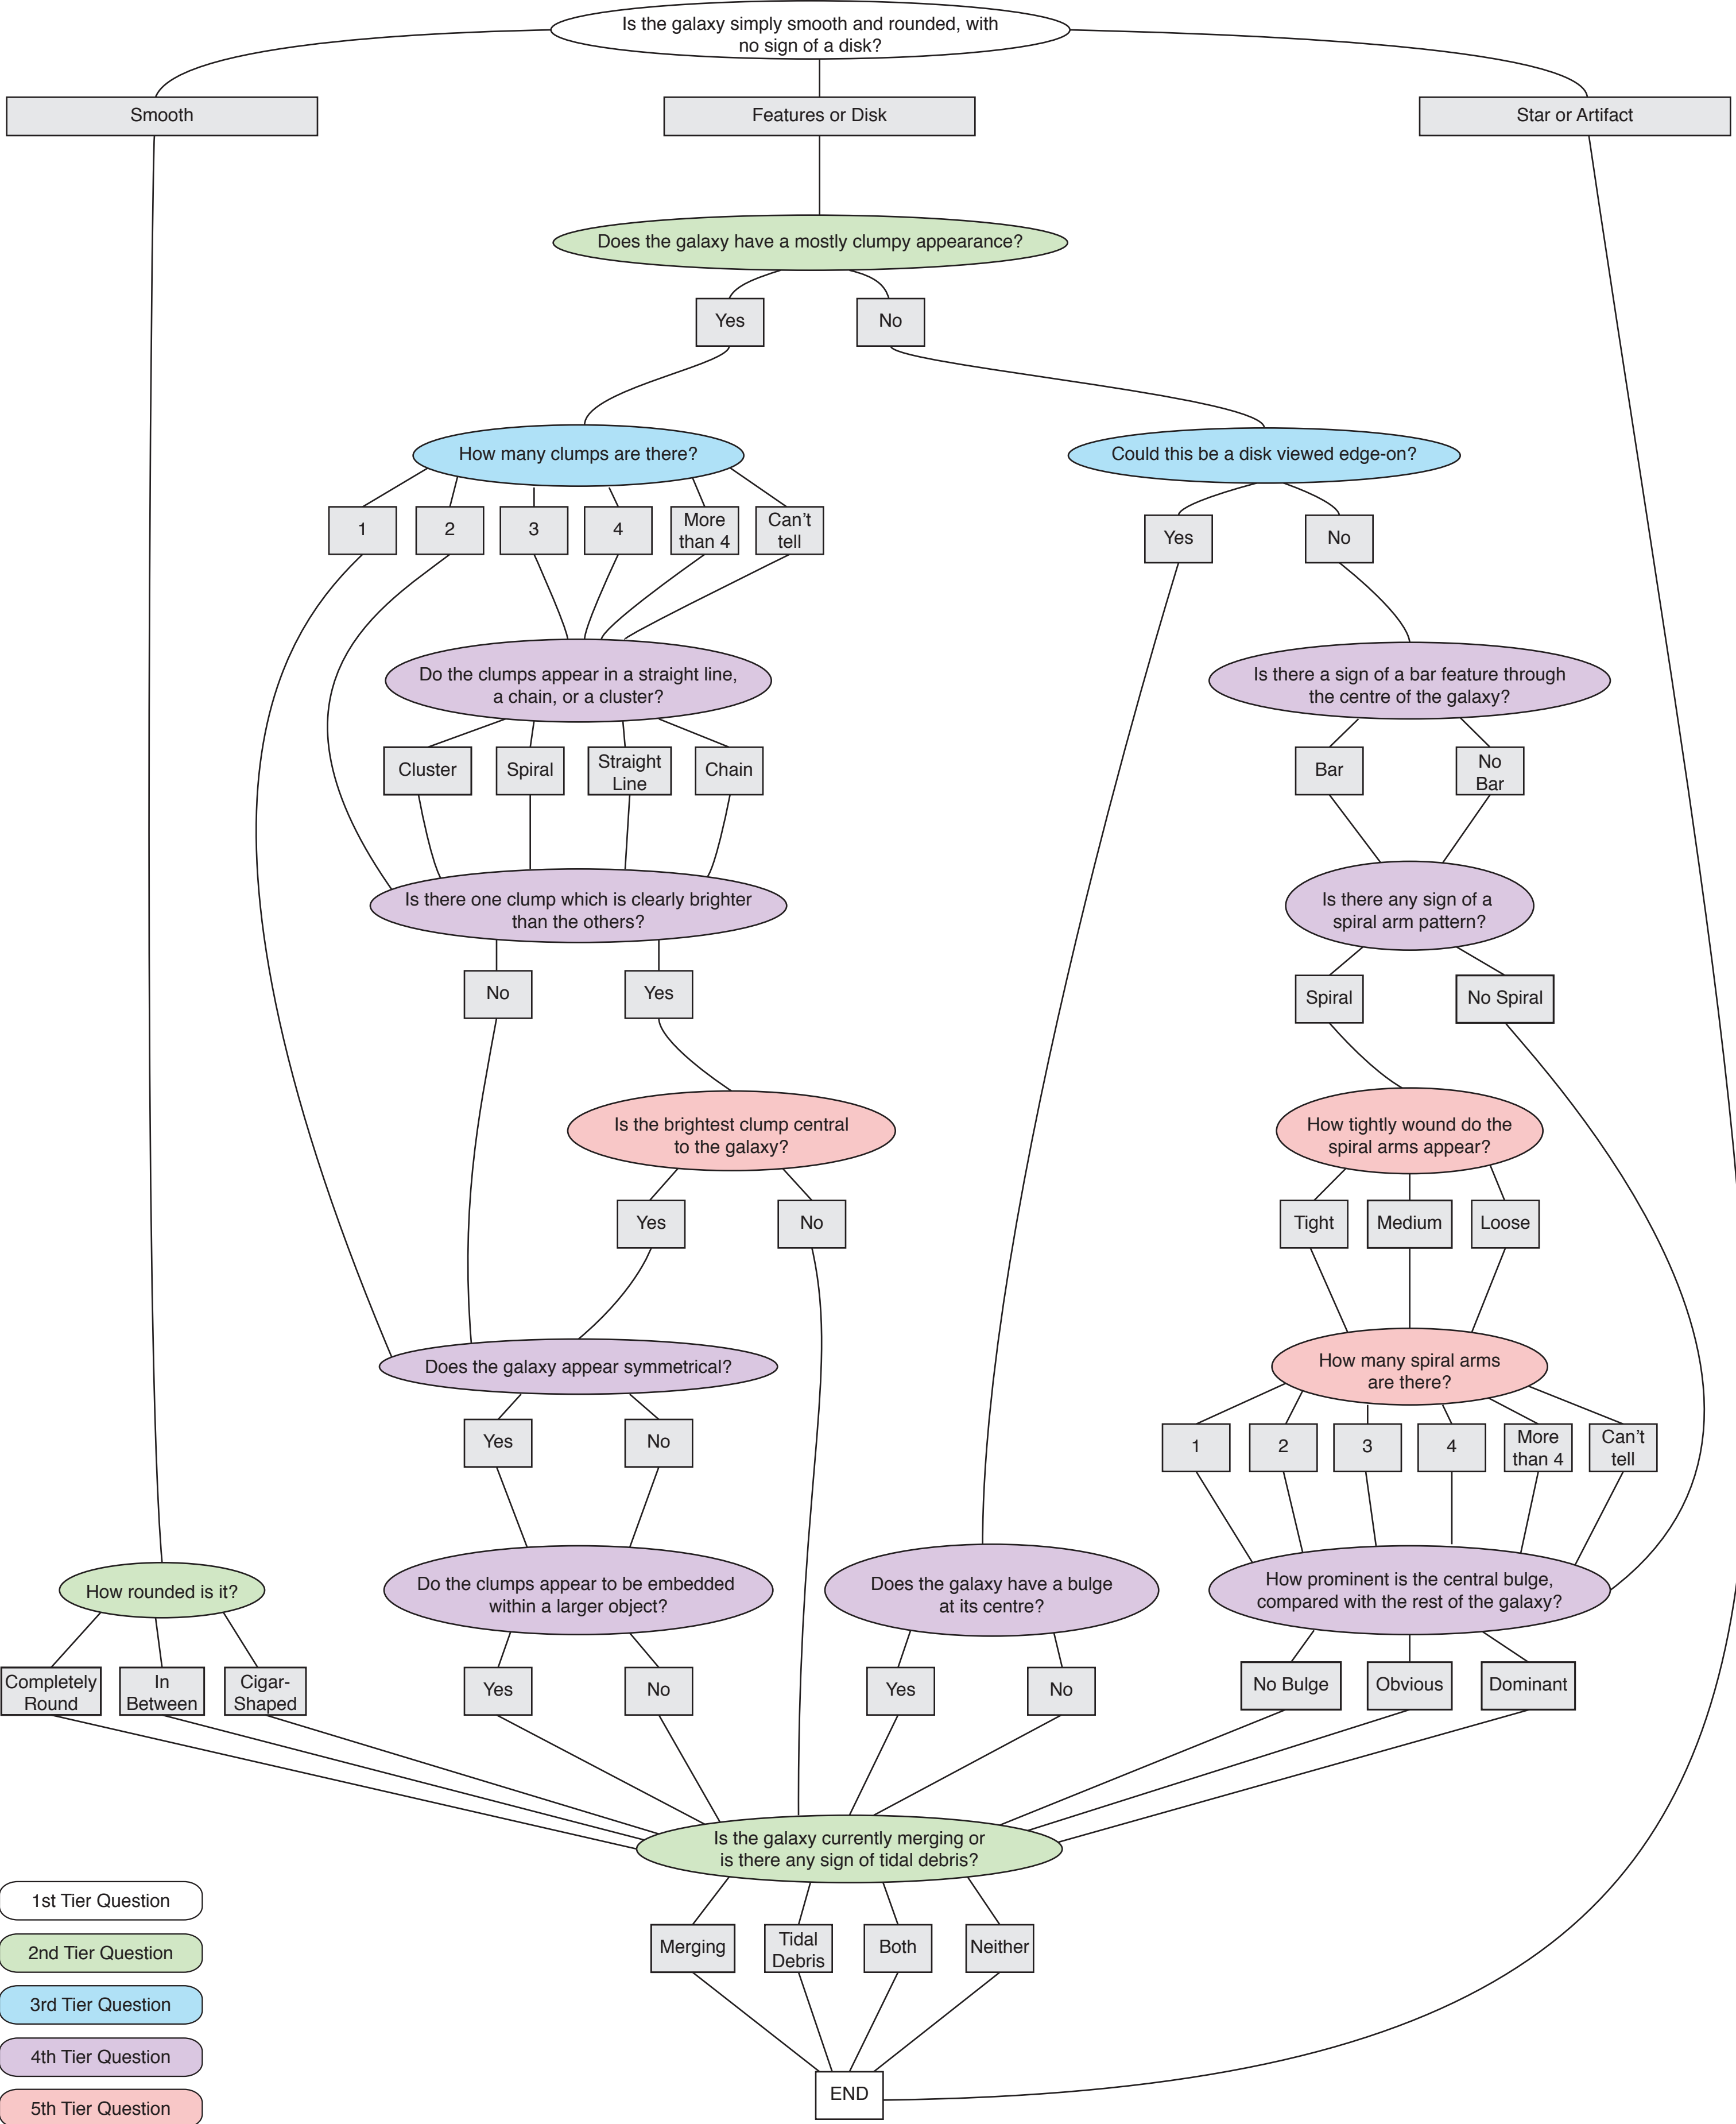 Is the galaxy simply smooth and rounded, with
no sign of a disk?
Smooth
Features or Disk
Star or Artifact
Does the galaxy have a mostly clumpy appearance?
Yes
No
How many clumps are there?
Could this be a disk viewed edge-on?
1
2
3
4
More
than 4
Can't
tell
Yes
No
Do the clumps appear in a straight line,
a chain, or a cluster?
Is there a sign of a bar feature through
the centre of the galaxy?
Cluster
Spiral
Straight
Line
Chain
Bar
No
Bar
Is there one clump which is clearly brighter
than the others?
Is there any sign of a
spiral arm pattern?
No
Yes
Spiral
No Spiral
Is the brightest clump central
to the galaxy?
How tightly wound do the
spiral arms appear?
Yes
No
Tight
Medium
Loose
Does the galaxy appear symmetrical?
How many spiral arms
are there?
Yes
No
1
2
3
4
More
than 4
Can't
tell
How rounded is it?
Do the clumps appear to be embedded
within a larger object?
Does the galaxy have a bulge
at its centre?
How prominent is the central bulge,
compared with the rest of the galaxy?
Completely
Round
In
Between
Cigar-
Shaped
Yes
No
Yes
No
No Bulge
Obvious
Dominant
Is the galaxy currently merging or
is there any sign of tidal debris?
Merging
Tidal
Debris
Both
Neither
END
1st Tier Question
2nd Tier Question
3rd Tier Question
4th Tier Question
5th Tier Question